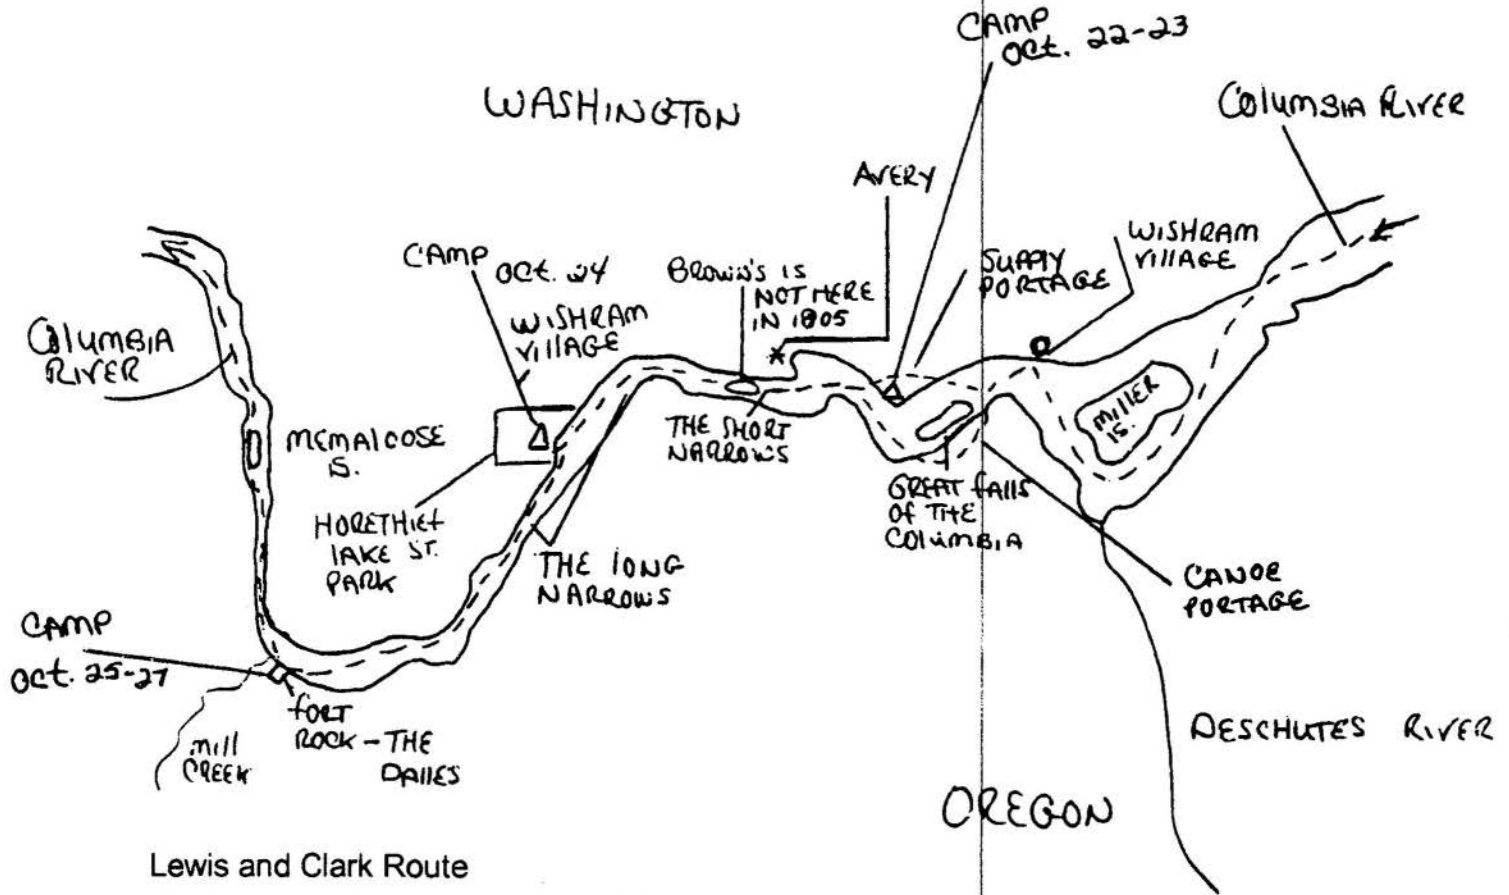 CAMP
OCt. 22-23
WASHINGTON
COlUMBIA RIVER
AVERY
WISHRAM
VIllAGE
SUPPlY
PORTAGE
CAMP
OCt. 24
WISHRAM
VIllAGE
BROWN'S IS
NOT HERE
IN 1805
COlUMBIA
RIVER
MEMAlOOSE
IS.
MIllER
IS.
THE SHORT
NARROWS
GREAT fAllS
Of THE
COlUMBIA
HORETHIEf
lAKE ST.
PARK
THE lONG
NARROWS
CANOE
PORTAGE
CAMP
OCt. 25-27
fORT
ROCK - THE
DAllES
Mill
CREEK
DESCHUTES RIVER
OREGON
Lewis and Clark Route